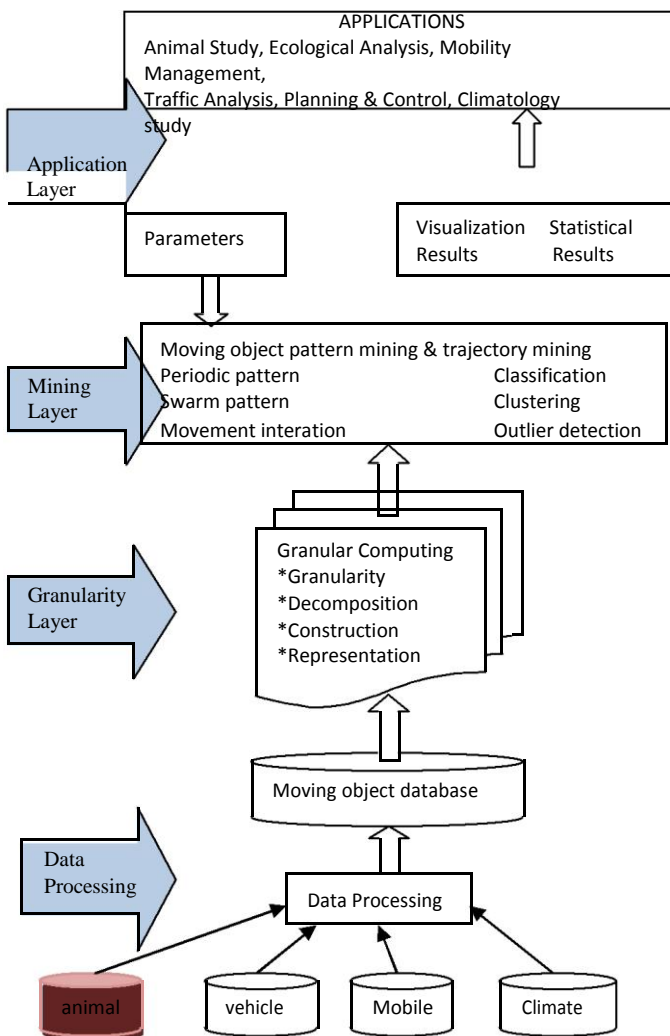 APPLICATIONS
Animal Study, Ecological Analysis, Mobility
Management,
Traffic Analysis, Planning & Control, Climatology
study
Application
Layer
Parameters
Visualization Statistical
Results Results
Moving object pattern mining & trajectory mining
Periodic pattern Classification
Swarm pattern Clustering
Movement interation Outlier detection
Mining
Layer
Granular Computing
*Granularity
*Decomposition
*Construction
*Representation
Granularity
Layer
Moving object database
Data
Processing
Data Processing
animal vehicle Mobile Climate